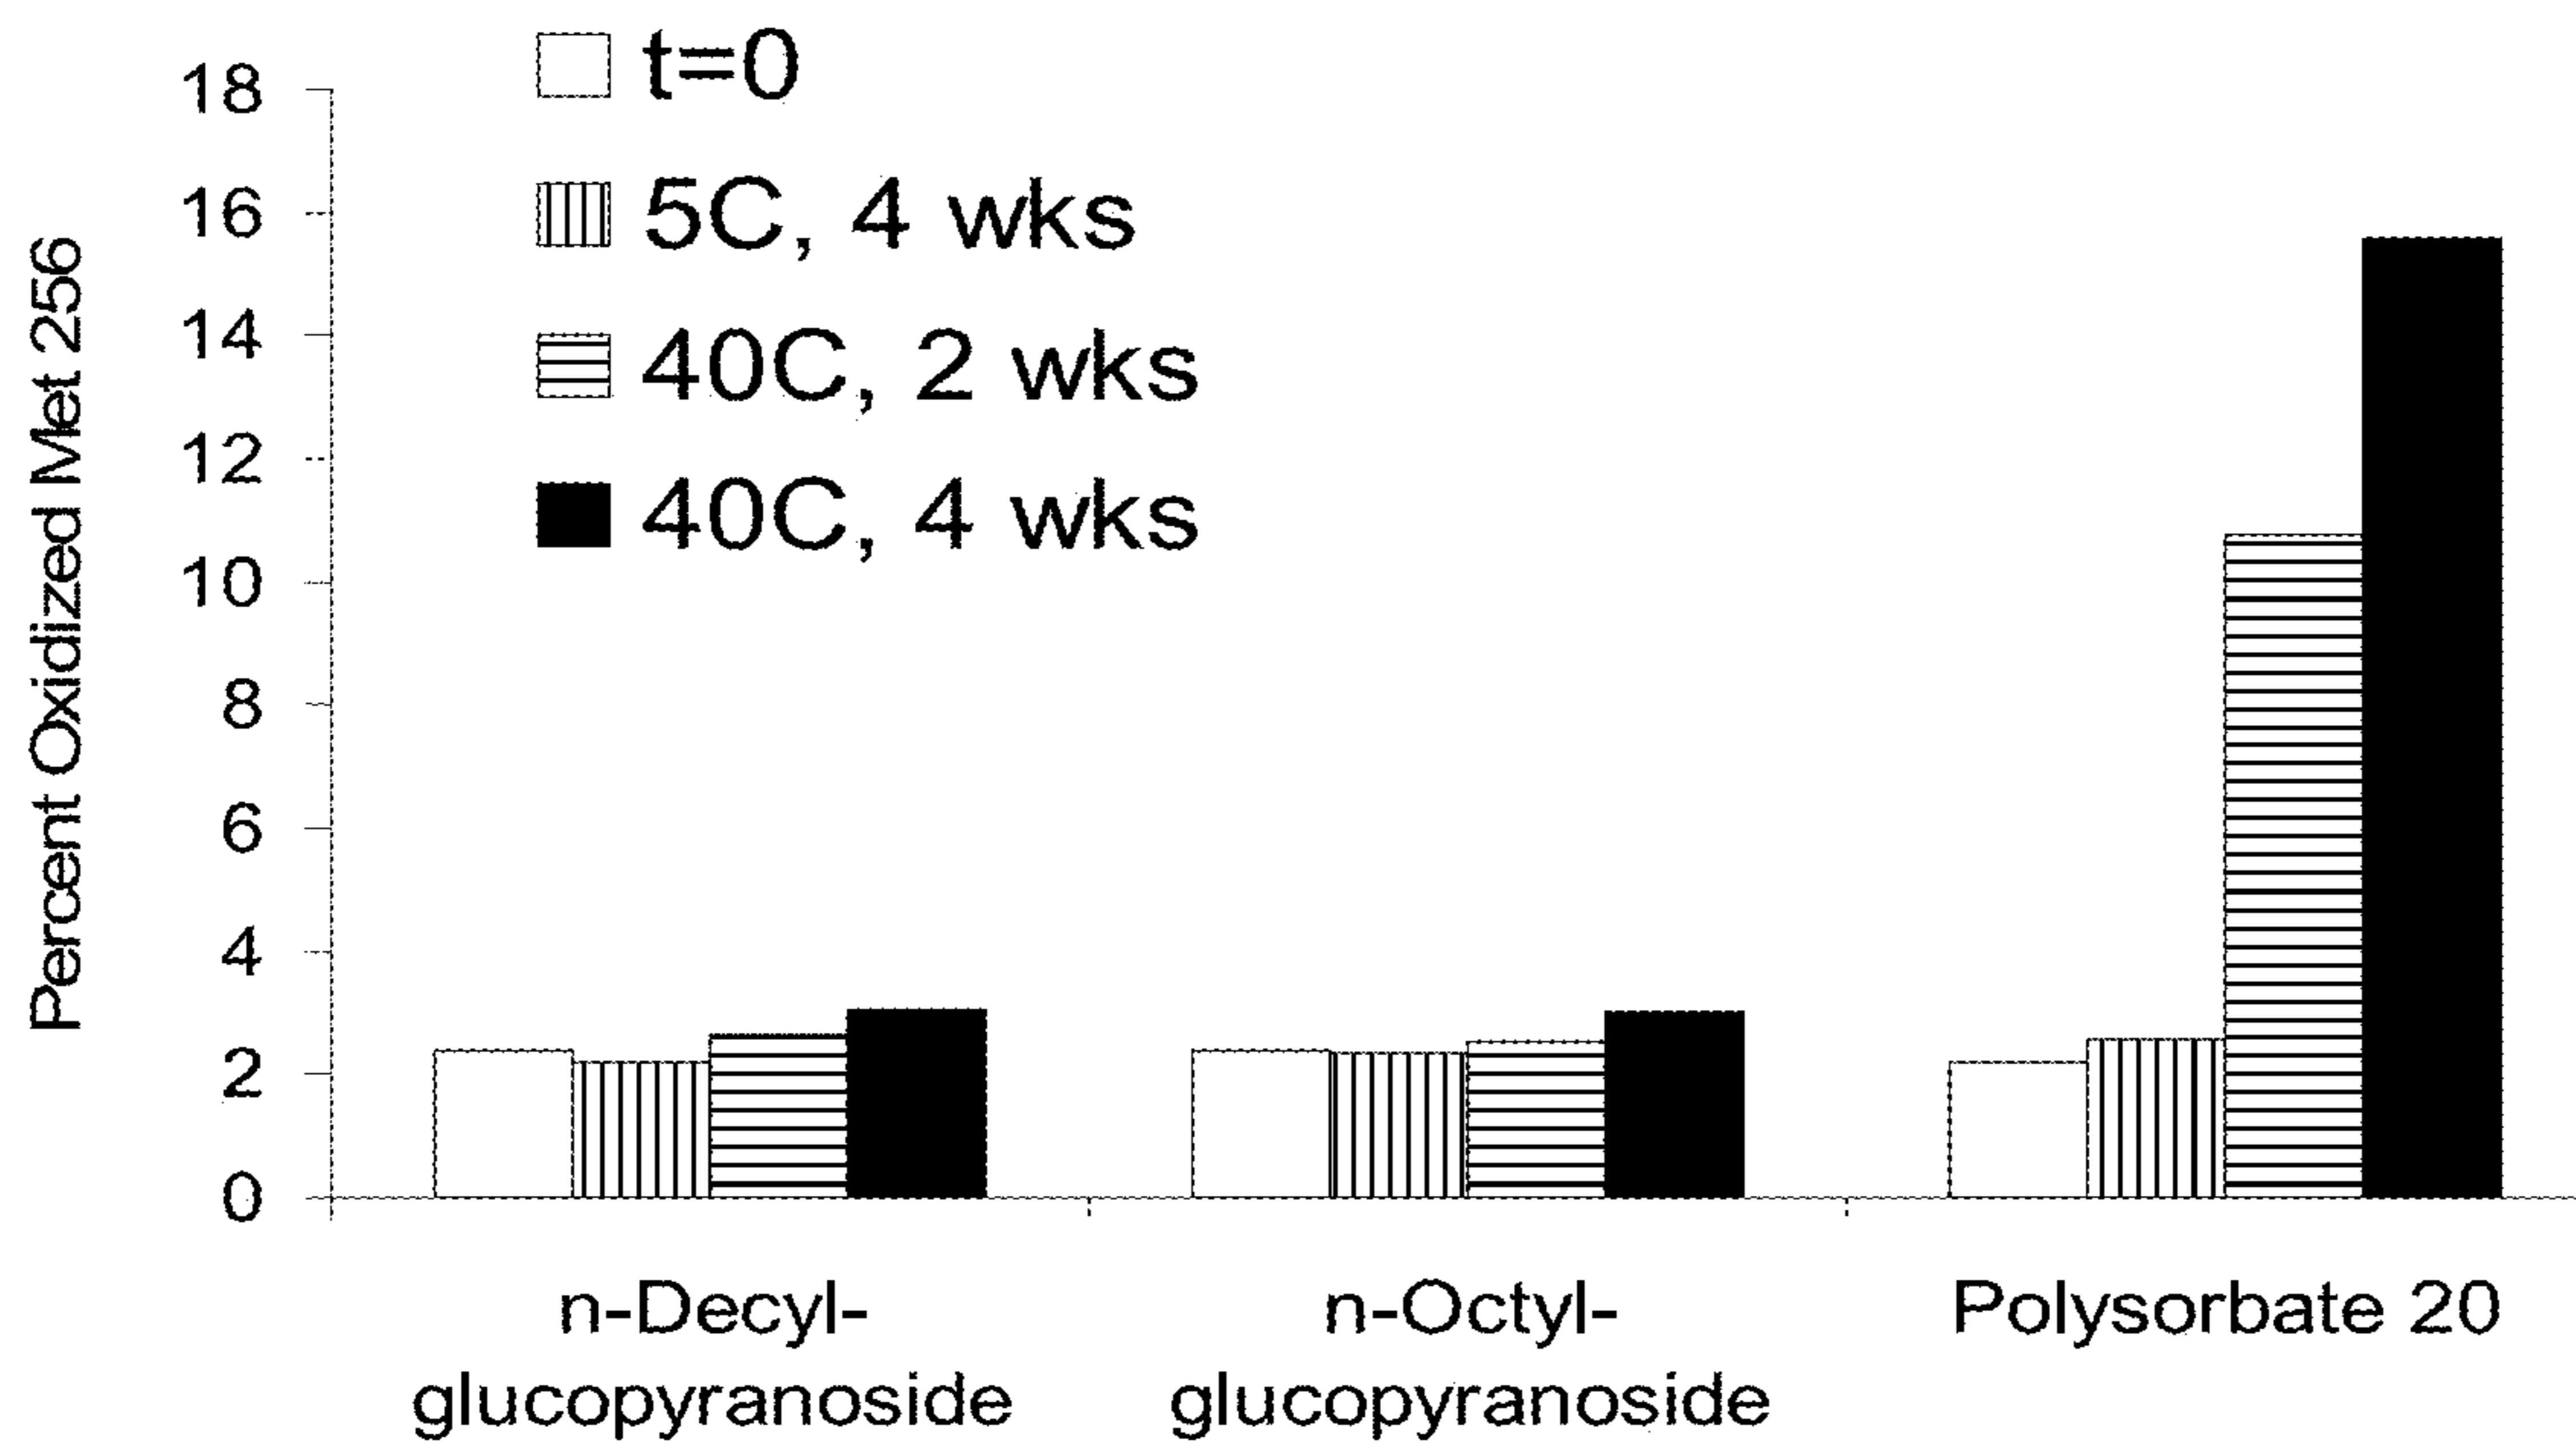 t=0
5C, 4 wks
40C, 2 wks
40C, 4 wks
Percent Oxidized Met 256
18
16
14
12
10
8
6
4
2
0
n-Decyl-
glucopyranoside
n-Octyl-
glucopyranoside
Polysorbate 20